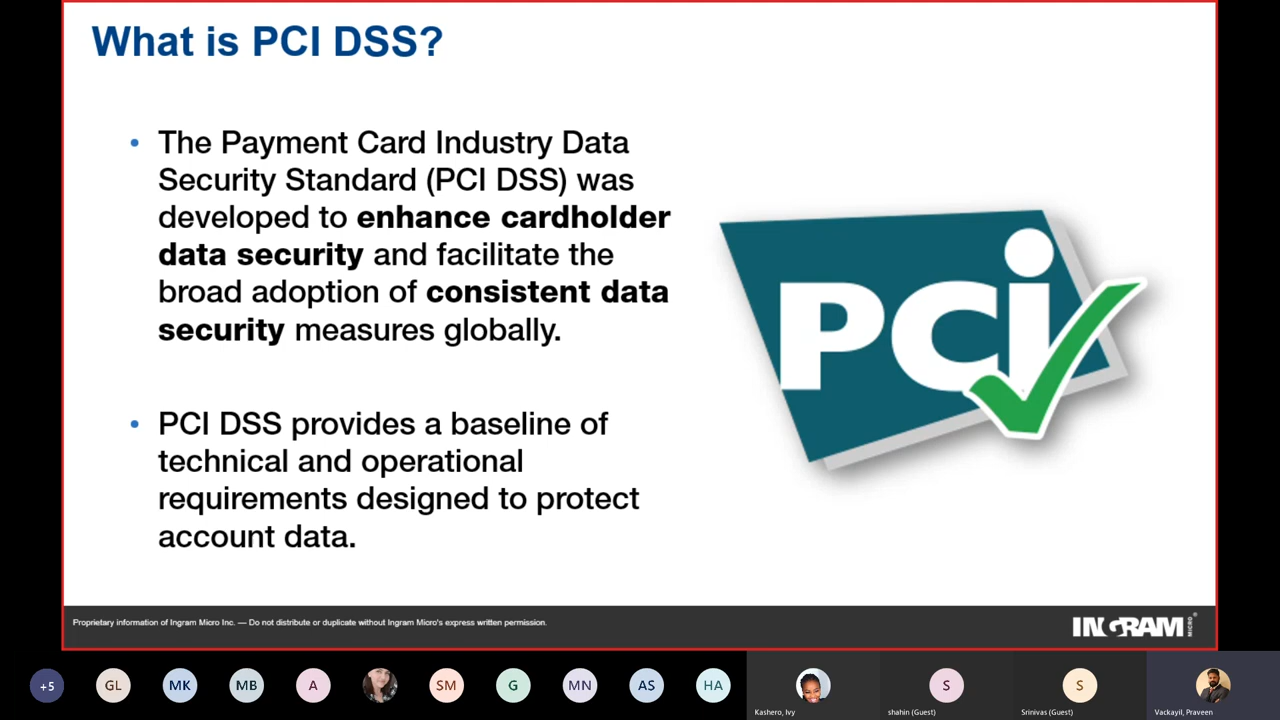 What is PCI DSS?
• The Payment Card Industry Data
Security Standard (PCI DSS) was
developed to enhance cardholder
data security and facilitate the
broad adoption of consistent data
security measures globally.
• PCI DSS provides a baseline of
technical and operational
requirements designed to protect
account data.
PCi
Proprietary information of Ingram Micro Inc. — Do not distribute or duplicate without Ingram Micro's express written permission.
INGRAM MICRO®
+5 GL MK MB A SM G MN AS HA S S
Kashero, Ivy shahin (Guest) Srinivas (Guest) Vackayil, Praveen